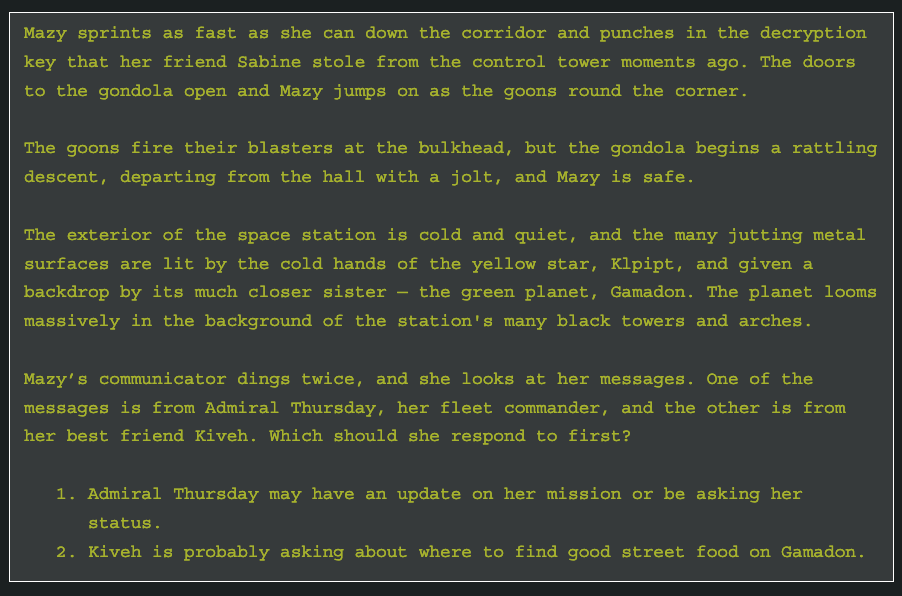 Mazy sprints as fast as she can down the corridor and punches in the decryption
key that her friend Sabine stole from the control tower moments ago. The doors
to the gondola open and Mazy jumps on as the goons round the corner.
The goons fire their blasters at the bulkhead, but the gondola begins a rattling
descent, departing from the hall with a jolt, and Mazy is safe.
The exterior of the space station is cold and quiet, and the many jutting metal
surfaces are lit by the cold hands of the yellow star, Klpipt, and given a
backdrop by its much closer sister — the green planet, Gamadon. The planet looms
massively in the background of the station's many black towers and arches.
Mazy’s communicator dings twice, and she looks at her messages. One of the
messages is from Admiral Thursday, her fleet commander, and the other is from
her best friend Kiveh. Which should she respond to first?
1. Admiral Thursday may have an update on her mission or be asking her
status.
2. Kiveh is probably asking about where to find good street food on Gamadon.